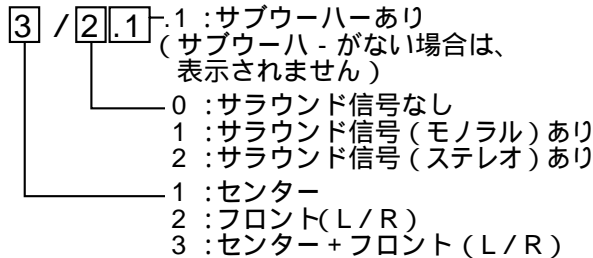 3 / 2 .1 .1 :サブウーハーあり
(サブウーハ - がない場合は、
表示されません)
0 :サラウンド信号なし
1 :サラウンド信号(モノラル)あり
2 :サラウンド信号(ステレオ)あり
1 :センター
2 :フロント(L/R)
3 :センター+フロント(L/R)